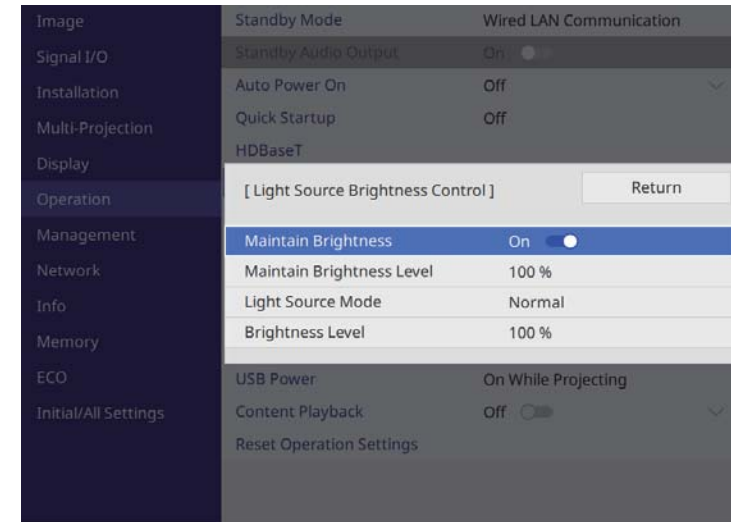 Image
Signal I/O
Installation
Multi-Projection
Display
Operation
Management
Network
Info
Memory
ECO
Initial/All Settings
Standby Mode Wired LAN Communication
Standby Audio Output On
Auto Power On Off
Quick Startup Off
HDBaseT
[ Light Source Brightness Control ] Return
Maintain Brightness On
Maintain Brightness Level 100 %
Light Source Mode Normal
Brightness Level 100 %
USB Power On While Projecting
Content Playback Off
Reset Operation Settings